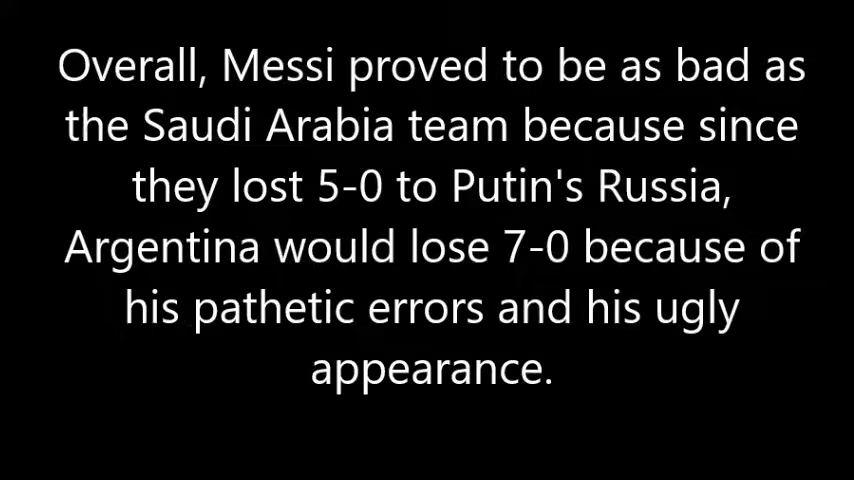 Overall, Messi proved to be as bad as
the Saudi Arabia team because since
they lost 5-0 to Putin's Russia,
Argentina would lose 7-0 because of
his pathetic errors and his ugly
appearance.